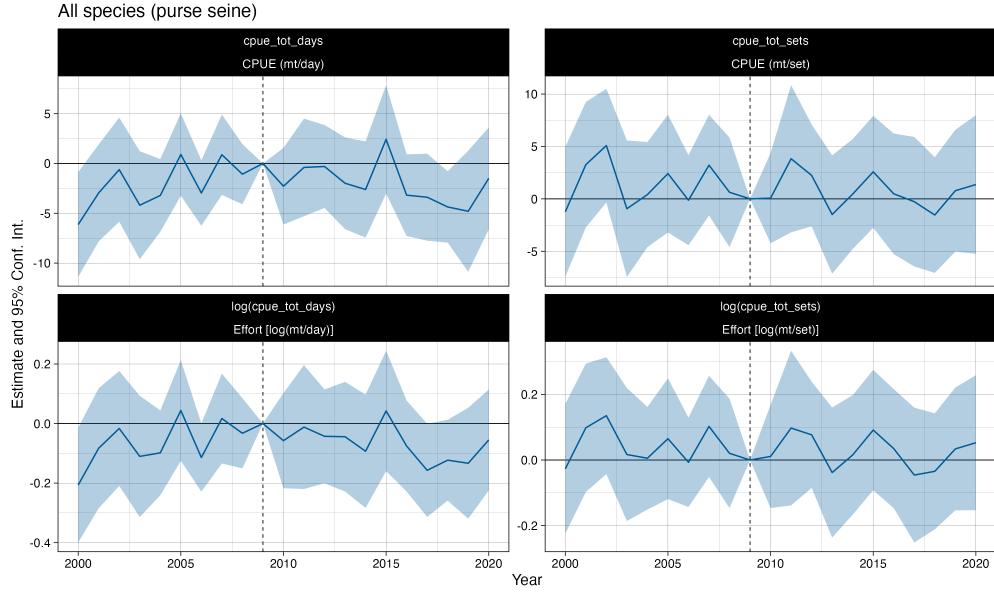 All species (purse seine)
cpue_tot_days
CPUE (mt/day)
cpue_tot_sets
CPUE (mt/set)
5
0
-5
-10
10
5
0
-5
log(cpue_tot_days)
Effort [log(mt/day)]
log(cpue_tot_sets)
Effort [log(mt/set)]
0.2
0.0
-0.2
-0.4
0.2
0.0
-0.2
2000 2005 2010 2015 2020
2000 2005 2010 2015 2020
Year
Estimate and 95% Conf. Int.